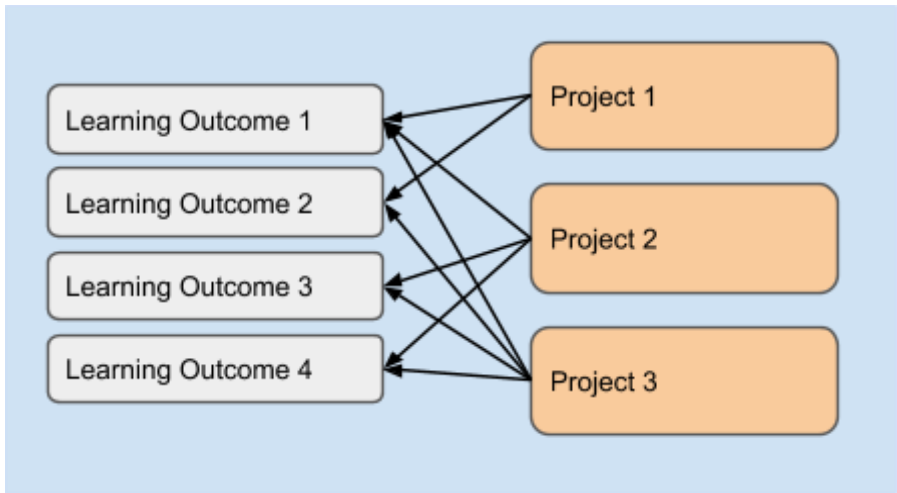 Learning Outcome 1
Learning Outcome 2
Learning Outcome 3
Learning Outcome 4
Project 1
Project 2
Project 3